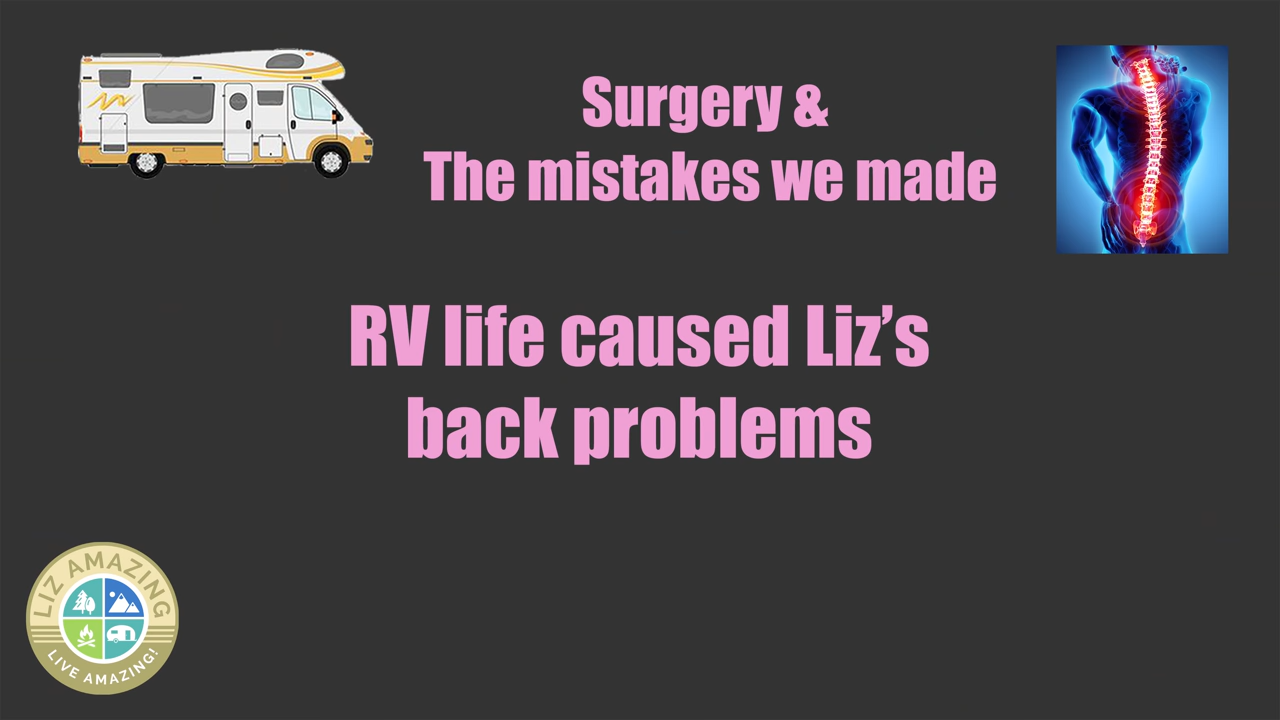 Surgery &
The mistakes we made
RV life caused Liz’s
back problems
LIZ AMAZING
LIVE AMAZING!